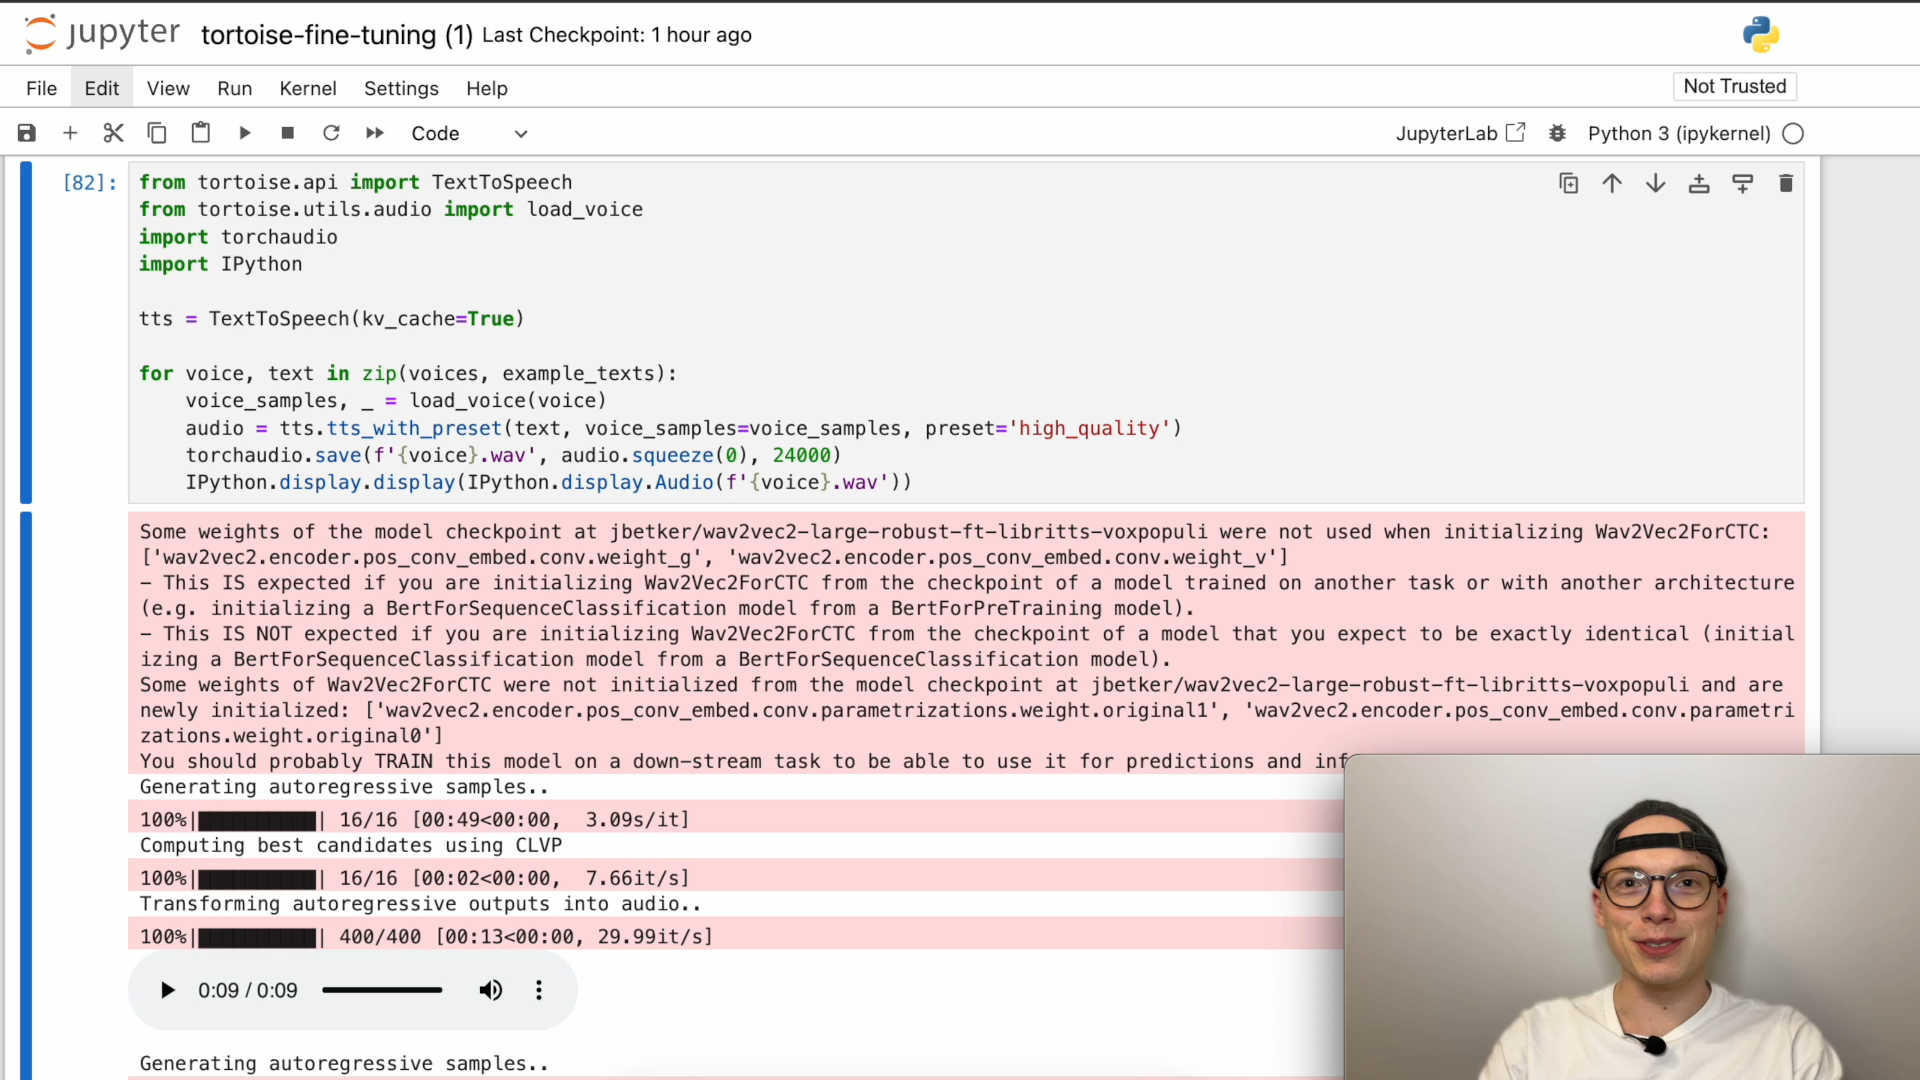 jupyter tortoise-fine-tuning (1) Last Checkpoint: 1 hour ago
File Edit View Run Kernel Settings Help Not Trusted
Code JupyterLab Python 3 (ipykernel)
[82]: from tortoise.api import TextToSpeech
from tortoise.utils.audio import load_voice
import torchaudio
import IPython
tts = TextToSpeech(kv_cache=True)
for voice, text in zip(voices, example_texts):
voice_samples, _ = load_voice(voice)
audio = tts.tts_with_preset(text, voice_samples=voice_samples, preset='high_quality')
torchaudio.save(f'{voice}.wav', audio.squeeze(0), 24000)
IPython.display.display(IPython.display.Audio(f'{voice}.wav'))
Some weights of the model checkpoint at jbetker/wav2vec2-large-robust-ft-libritts-voxpopuli were not used when initializing Wav2Vec2ForCTC:
['wav2vec2.encoder.pos_conv_embed.conv.weight_g', 'wav2vec2.encoder.pos_conv_embed.conv.weight_v']
- This IS expected if you are initializing Wav2Vec2ForCTC from the checkpoint of a model trained on another task or with another architecture
(e.g. initializing a BertForSequenceClassification model from a BertForPreTraining model).
- This IS NOT expected if you are initializing Wav2Vec2ForCTC from the checkpoint of a model that you expect to be exactly identical (initial
izing a BertForSequenceClassification model from a BertForSequenceClassification model).
Some weights of Wav2Vec2ForCTC were not initialized from the model checkpoint at jbetker/wav2vec2-large-robust-ft-libritts-voxpopuli and are
newly initialized: ['wav2vec2.encoder.pos_conv_embed.conv.parametrizations.weight.original1', 'wav2vec2.encoder.pos_conv_embed.conv.parametri
zations.weight.original0']
You should probably TRAIN this model on a down-stream task to be able to use it for predictions and
Generating autoregressive samples..
100%|██████████| 16/16 [00:49<00:00, 3.09s/it]
Computing best candidates using CLVP
100%|██████████| 16/16 [00:02<00:00, 7.66it/s]
Transforming autoregressive outputs into audio..
100%|██████████| 400/400 [00:13<00:00, 29.99it/s]
0:09 / 0:09
Generating autoregressive samples..